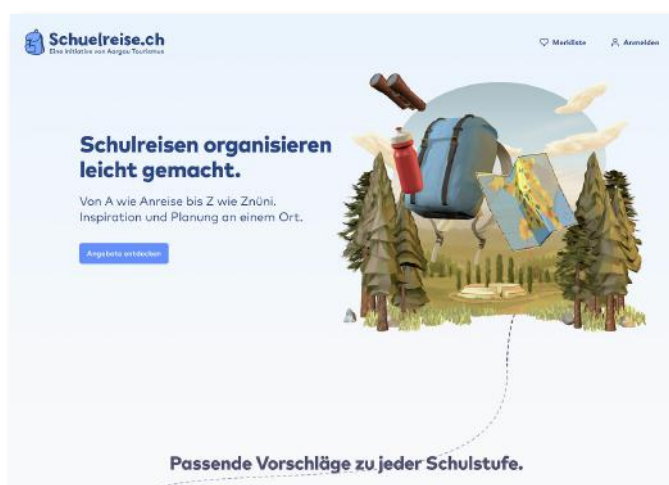 Schuelreise.ch
Eine Initiative von Aargau Tourismus
Merkliste
Anmelden
Schulreisen organisieren
leicht gemacht.
Von A wie Anreise bis Z wie Znüni.
Inspiration und Planung an einem Ort.
Angebote entdecken
Passende Vorschläge zu jeder Schulstufe.